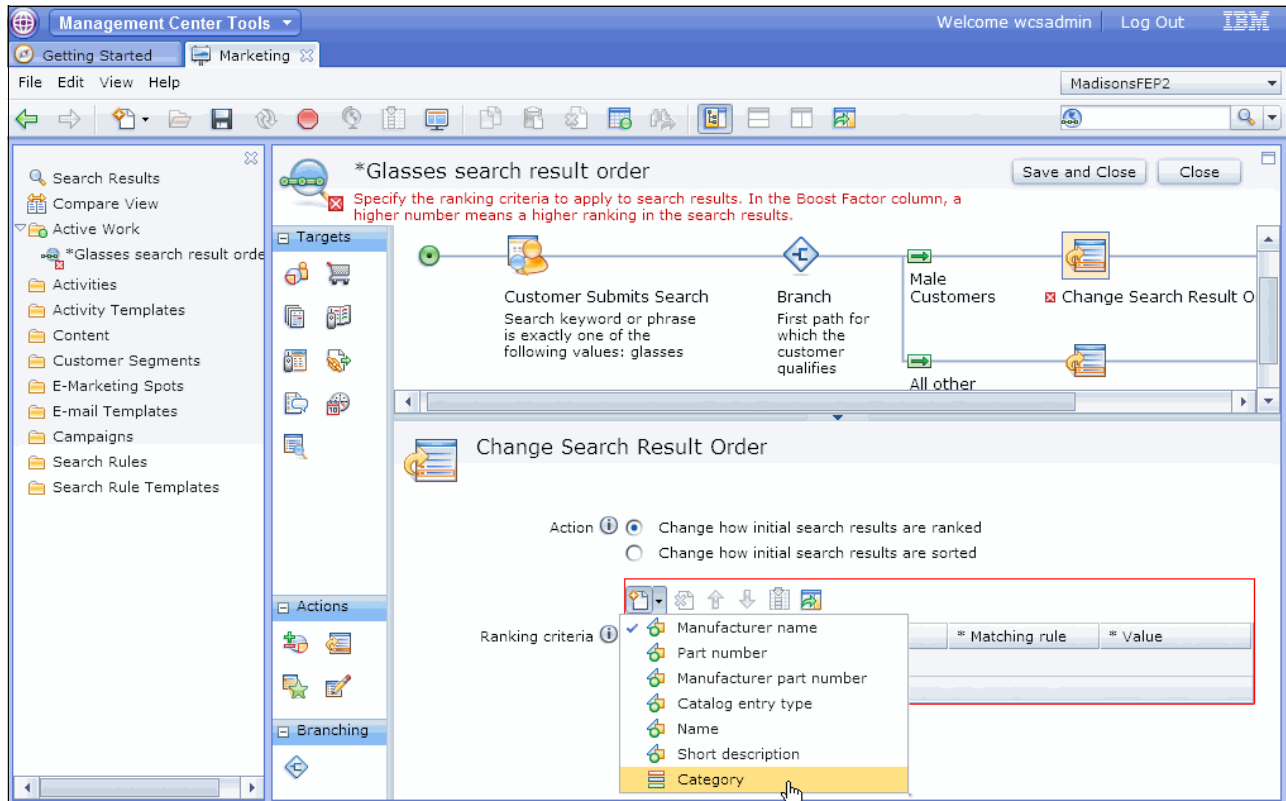 Management Center Tools
Welcome wcsadmin
Log Out
IBM
Getting Started
Marketing
File Edit View Help
MadisonsFEP2
Search Results
Compare View
Active Work
*Glasses search result orde
Activities
Activity Templates
Content
Customer Segments
E-Marketing Spots
E-mail Templates
Campaigns
Search Rules
Search Rule Templates
*Glasses search result order
Save and Close
Close
Specify the ranking criteria to apply to search results. In the Boost Factor column, a
higher number means a higher ranking in the search results.
Targets
Customer Submits Search
Search keyword or phrase
is exactly one of the
following values: glasses
Branch
First path for
which the
customer
qualifies
Male
Customers
Change Search Result O
All other
Change Search Result Order
Action
Change how initial search results are ranked
Change how initial search results are sorted
Actions
Ranking criteria
Manufacturer name
Part number
Manufacturer part number
Catalog entry type
Name
Short description
Category
* Matching rule
* Value
Branching